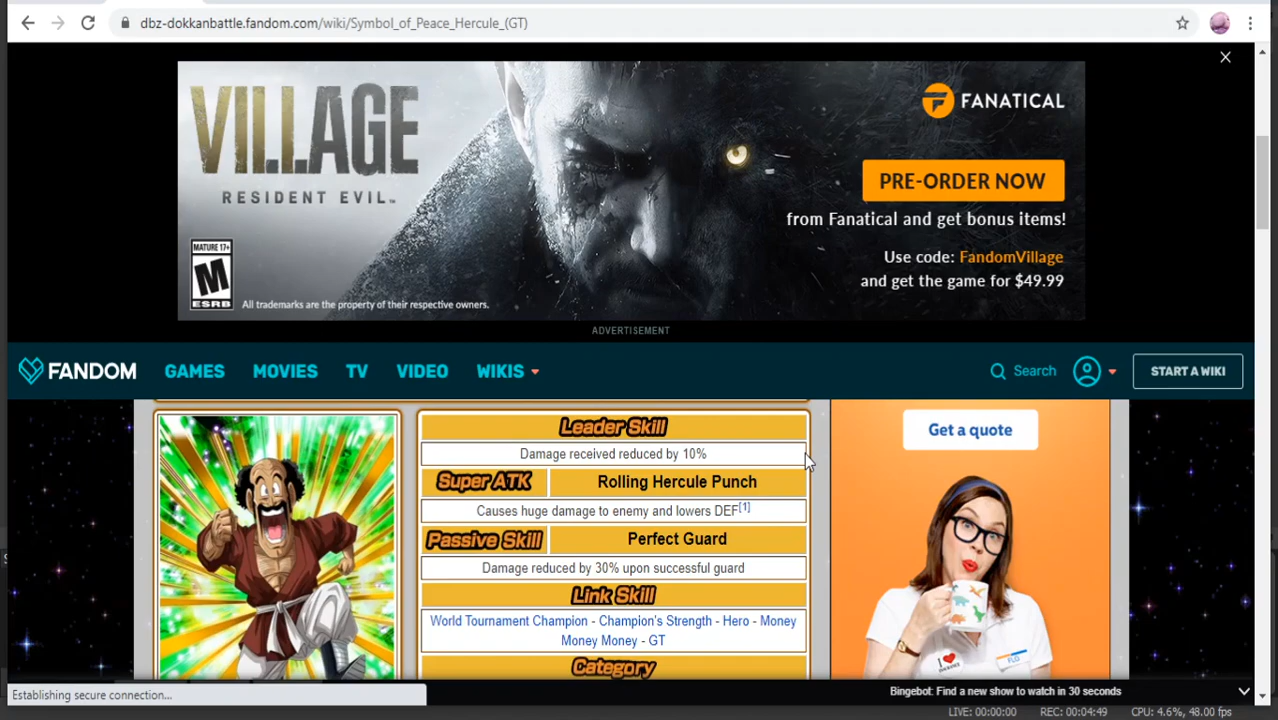 dbz-dokkanbattle.fandom.com/wiki/Symbol_of_Peace_Hercule_(GT)
VILLAGE
RESIDENT EVIL™
MATURE 17+
M
ESRB
All trademarks are the property of their respective owners.
FANATICAL
PRE-ORDER NOW
from Fanatical and get bonus items!
Use code: FandomVillage
and get the game for $49.99
ADVERTISEMENT
FANDOM GAMES MOVIES TV VIDEO WIKIS Search START A WIKI
Leader Skill
Damage received reduced by 10%
Super ATK Rolling Hercule Punch
Causes huge damage to enemy and lowers DEF[1]
Passive Skill Perfect Guard
Damage reduced by 30% upon successful guard
Link Skill
World Tournament Champion - Champion's Strength - Hero - Money
Money Money - GT
Category
Get a quote
FLO
Establishing secure connection...
Bingebot: Find a new show to watch in 30 seconds
LIVE: 00:00:00 REC: 00:04:49 CPU: 4.6%, 48.00 fps